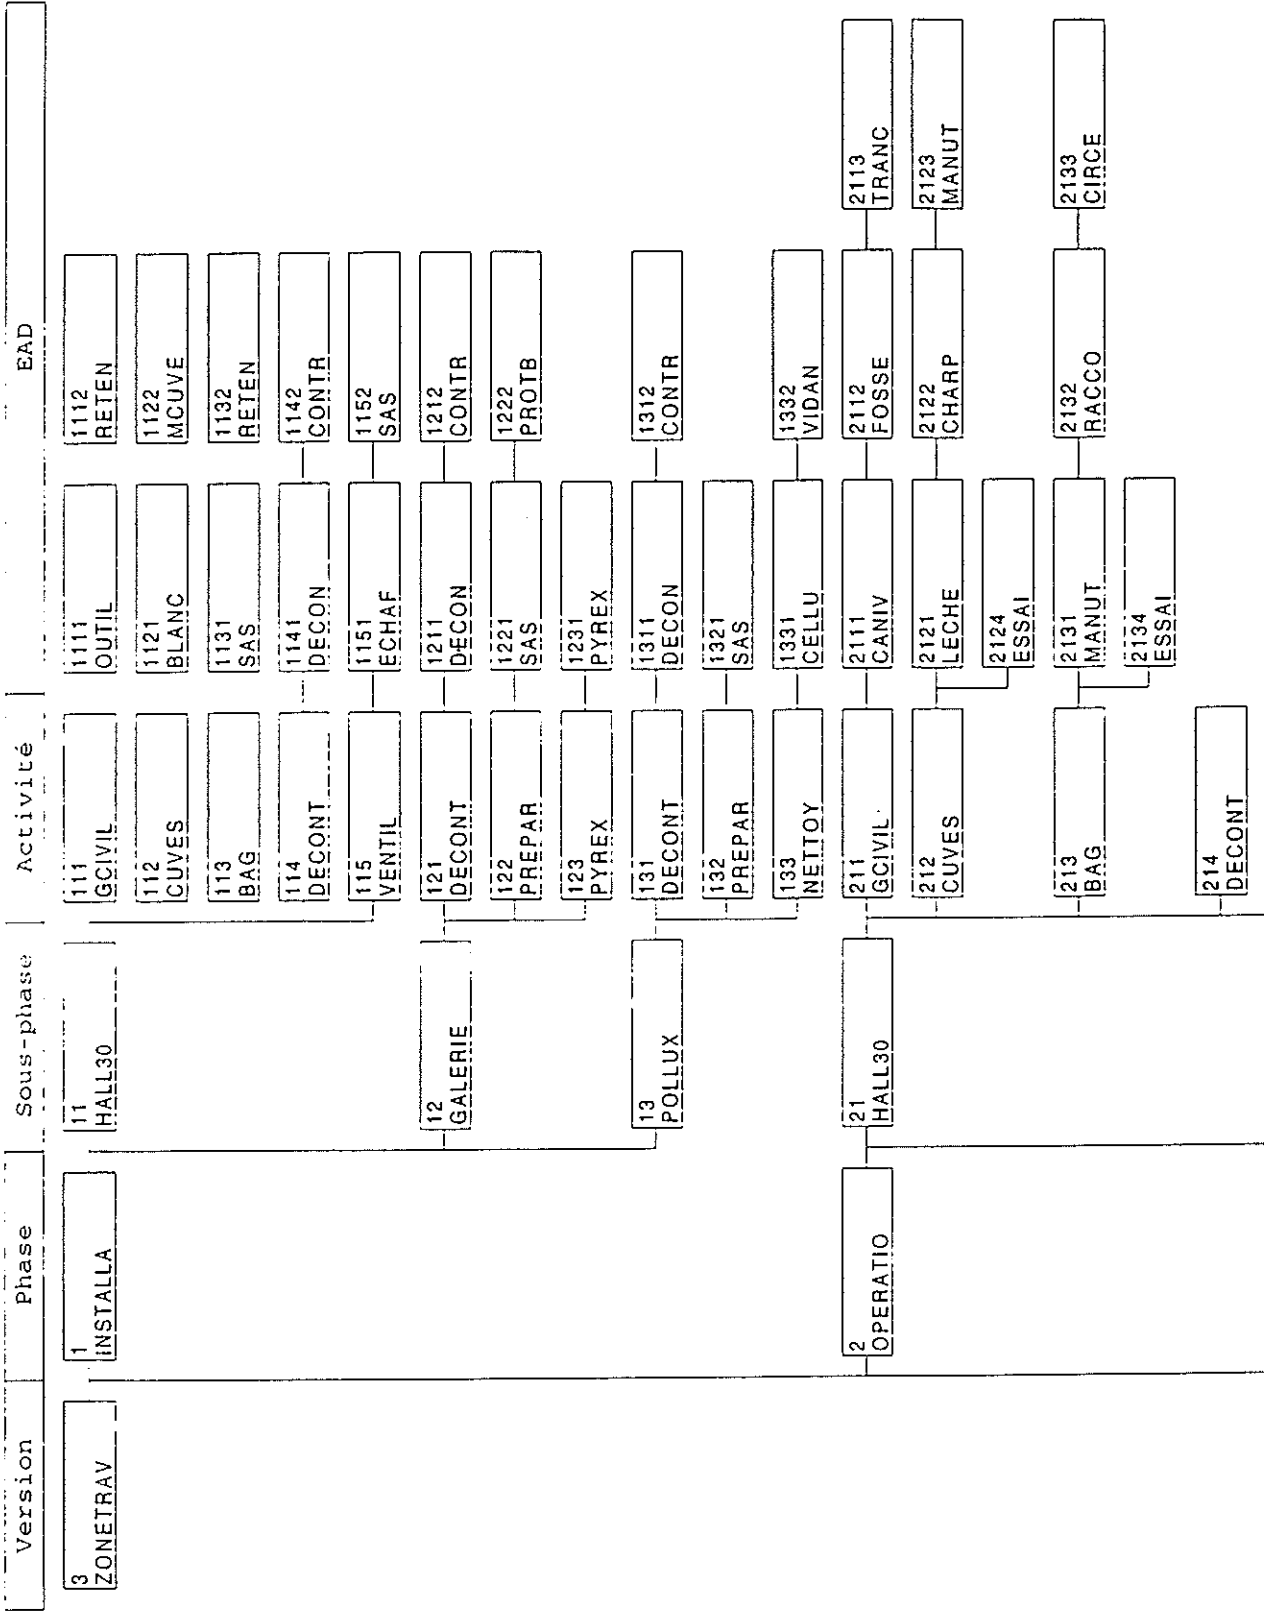 Version
Phase
Sous-phase
Activité
EAD
3
ZONETRAV
1
INSTALLA
11
HALL30
111
GCIVIL
1111
OUTIL
1112
RETEN
112
CUVES
1121
BLANC
1122
MCUVE
113
BAG
1131
SAS
1132
RETEN
114
DECONT
1141
DECON
1142
CONTR
115
VENTIL
1151
ECHAF
1152
SAS
12
GALERIE
121
DECONT
1211
DECON
1212
CONTR
122
PREPAR
1221
SAS
1222
PROTB
123
PYREX
1231
PYREX
13
POLLUX
131
DECONT
1311
DECON
1312
CONTR
132
PREPAR
1321
SAS
133
NETTOY
1331
CELLU
1332
VIDAN
2
OPERATIO
21
HALL30
211
GCIVIL
2111
CANIV
2112
FOSSE
2113
TRANC
212
CUVES
2121
LECHE
2122
CHARP
2123
MANUT
2124
ESSAI
213
BAG
2131
MANUT
2132
RACCO
2133
CIRCE
2134
ESSAI
214
DECONT